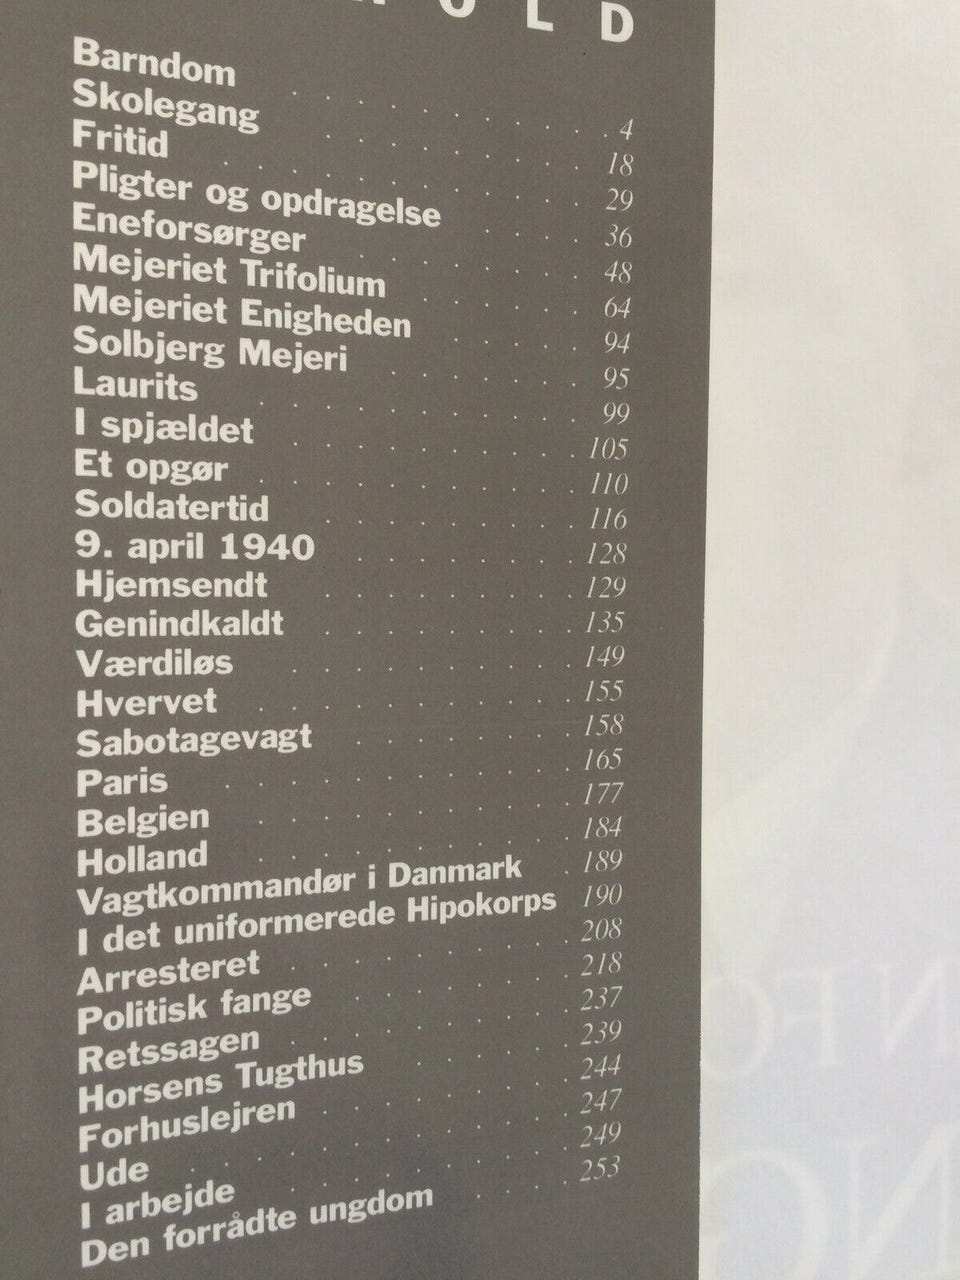 OLD
Barndom 4
Skolegang 18
Fritid 29
Pligter og opdragelse 36
Eneforsørger 48
Mejeriet Trifolium 64
Mejeriet Enigheden 94
Solbjerg Mejeri 95
Laurits 99
I spjældet 105
Et opgør 110
Soldatertid 116
9. april 1940 128
Hjemsendt 129
Genindkaldt 135
Værdiløs 149
Hvervet 155
Sabotagevagt 158
Paris 165
Belgien 177
Holland 184
Vagtkommandør i Danmark 189
I det uniformerede Hipokorps 190
Arresteret 208
Politisk fange 218
Retssagen 237
Horsens Tugthus 239
Forhuslejren 244
Ude 247
I arbejde 249
Den forrådte ungdom 253